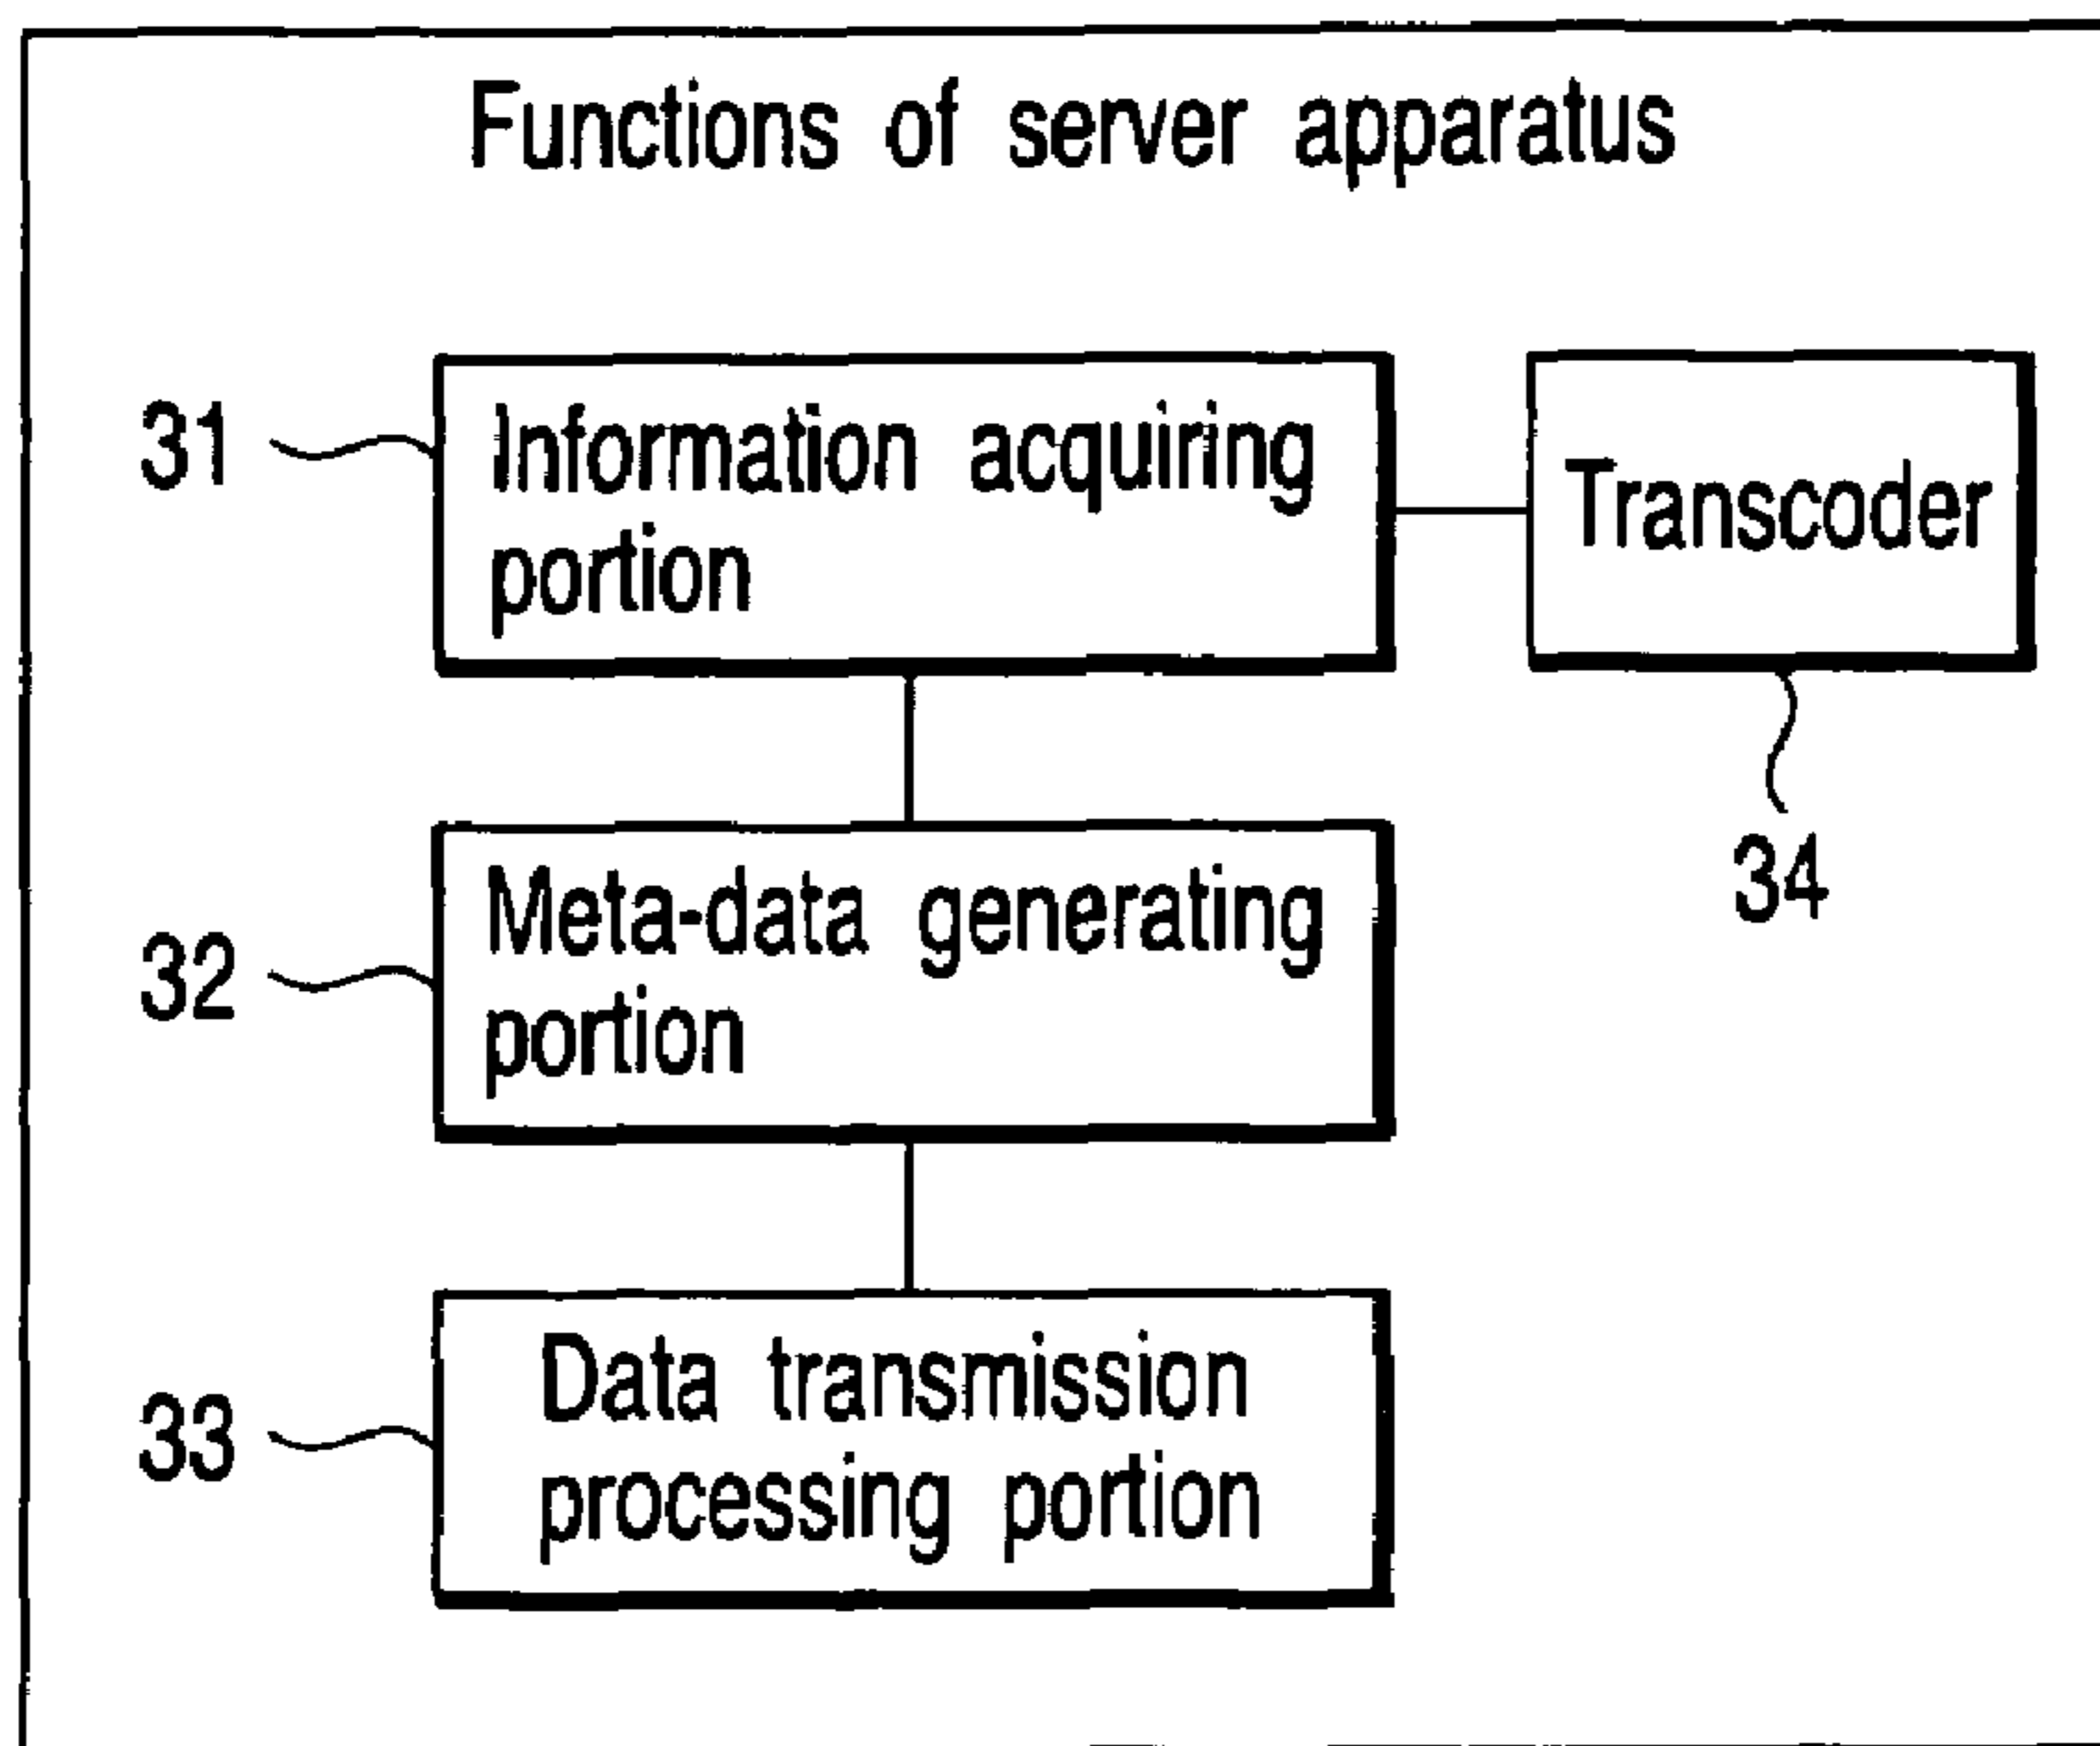 Functions of server apparatus
31
Information acquiring
portion
Transcoder
34
32
Meta-data generating
portion
33
Data transmission
processing portion